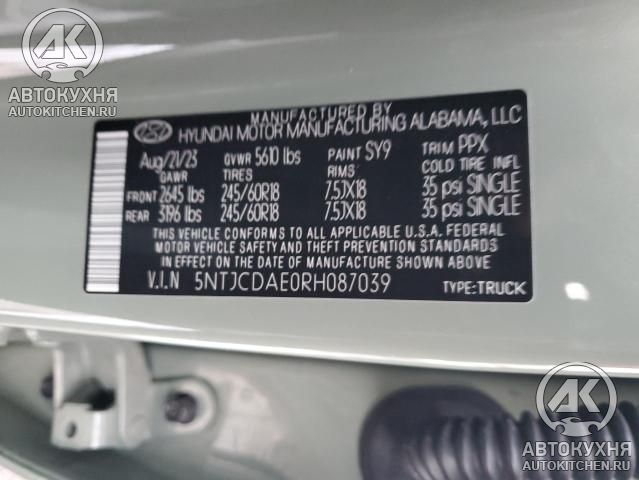 АК
АВТОКУХНЯ
AUTOKITCHEN.RU
MANUFACTURED BY
HYUNDAI MOTOR MANUFACTURING ALABAMA, LLC
Aug/21/23 GVWR 5610 lbs PAINT SY9 TRIM PPX
GAWR TIRES RIMS COLD TIRE INFL
FRONT 2645 lbs 245/60R18 7.5JX18 35 psi SINGLE
REAR 3196 lbs 245/60R18 7.5JX18 35 psi SINGLE
THIS VEHICLE CONFORMS TO ALL APPLICABLE U.S.A. FEDERAL
MOTOR VEHICLE SAFETY AND THEFT PREVENTION STANDARDS
IN EFFECT ON THE DATE OF MANUFACTURE SHOWN ABOVE.
V.I.N 5NTJCDAE0RH087039 TYPE:TRUCK
АК
АВТОКУХНЯ
AUTOKITCHEN.RU